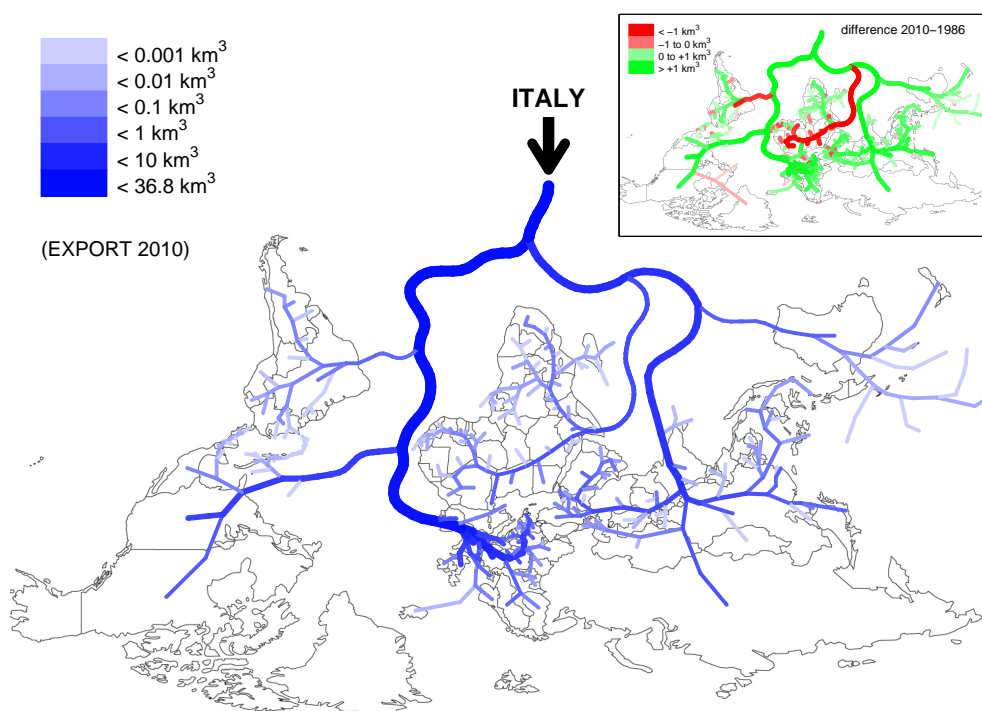 < 0.001 km³
< 0.01 km³
< 0.1 km³
< 1 km³
< 10 km³
< 36.8 km³
(EXPORT 2010)
ITALY
difference 2010−1986
< −1 km³
−1 to 0 km³
0 to +1 km³
> +1 km³